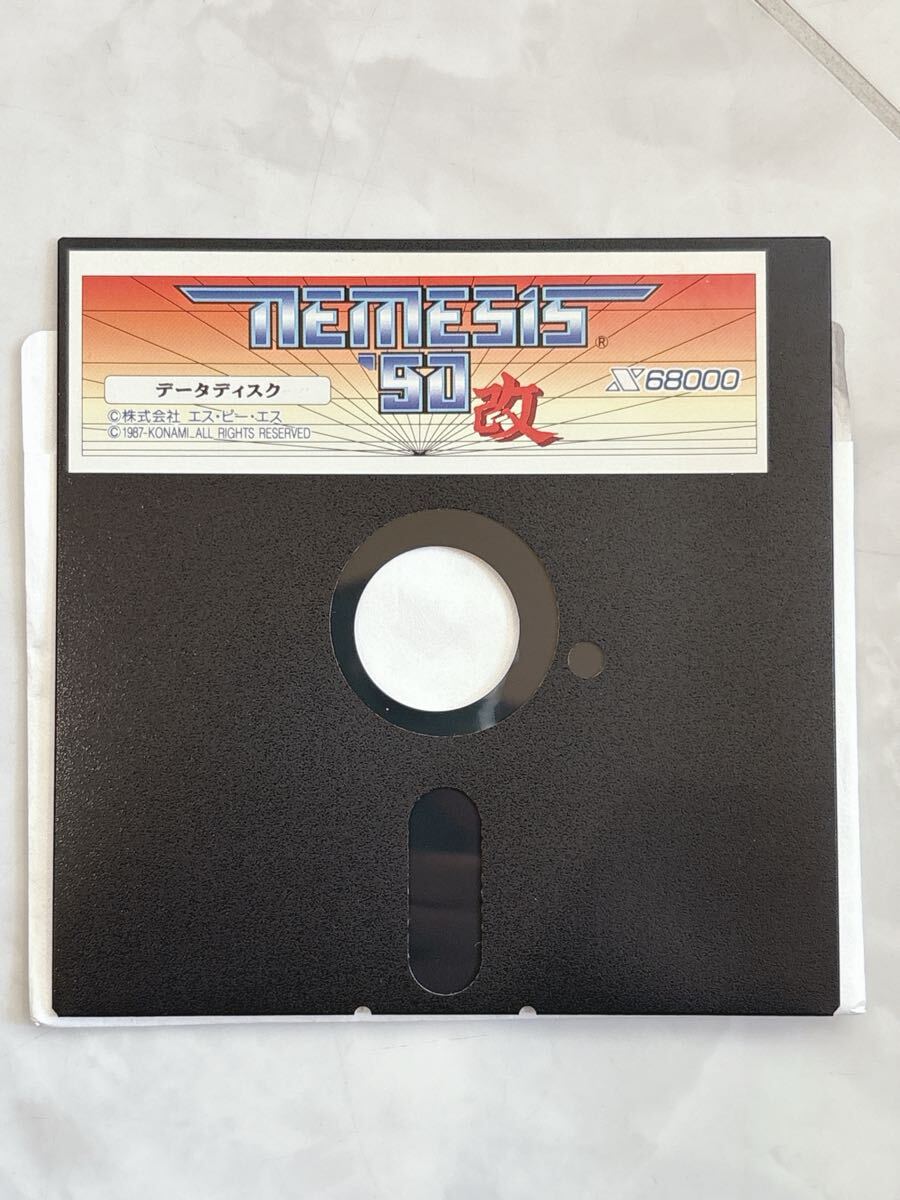 NEMESIS
®
'90 改
X68000
データディスク
©株式会社 エス・ピー・エス
©1987-KONAMI_ALL RIGHTS RESERVED